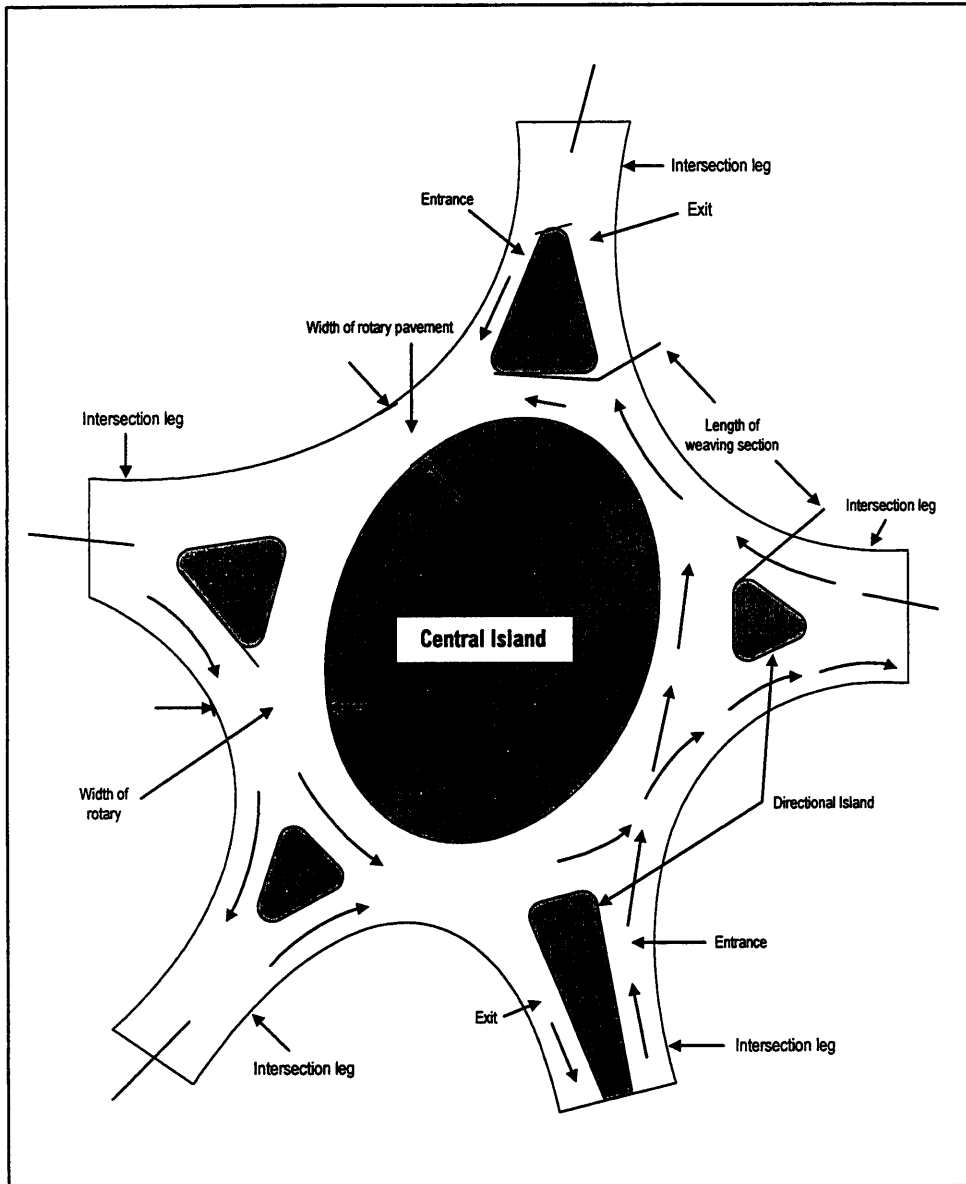 Intersection leg
Entrance
Exit
Width of rotary pavement
Intersection leg
Length of
weaving section
Intersection leg
Central Island
Width of
rotary
Directional Island
Entrance
Exit
Intersection leg
Intersection leg